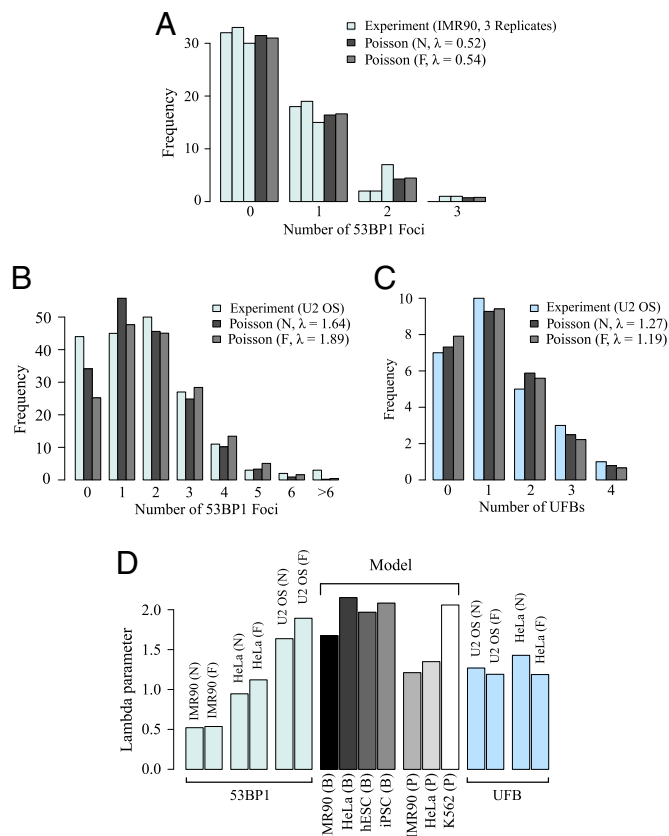 A
Experiment (IMR90, 3 Replicates)
Poisson (N, λ = 0.52)
Poisson (F, λ = 0.54)
Frequency
30
20
10
0
0 1 2 3
Number of 53BP1 Foci
B
Experiment (U2 OS)
Poisson (N, λ = 1.64)
Poisson (F, λ = 1.89)
Frequency
50
40
30
20
10
0
0 1 2 3 4 5 6 >6
Number of 53BP1 Foci
C
Experiment (U2 OS)
Poisson (N, λ = 1.27)
Poisson (F, λ = 1.19)
Frequency
10
8
6
4
2
0
0 1 2 3 4
Number of UFBs
D
Model
Lambda parameter
2.0
1.5
1.0
0.5
0.0
IMR90 (N)
IMR90 (F)
HeLa (N)
HeLa (F)
U2 OS (N)
U2 OS (F)
U2 OS (N)
U2 OS (F)
HeLa (N)
HeLa (F)
53BP1
MR90 (B)
HeLa (B)
hESC (B)
iPSC (B)
IMR90 (P)
HeLa (P)
K562 (P)
UFB